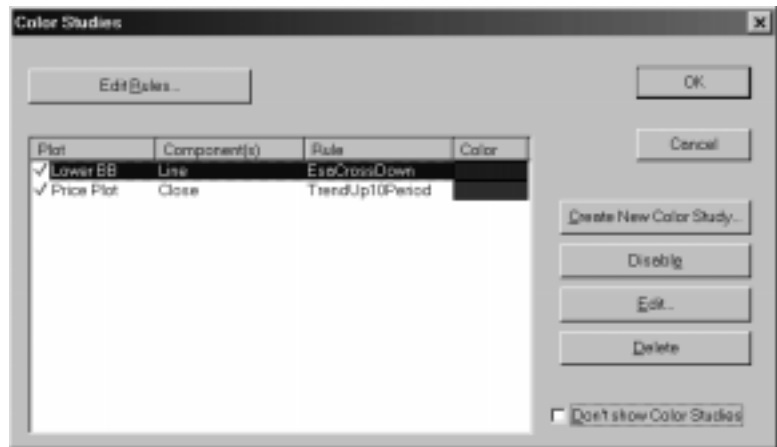 Color Studies
Edit Rules...
OK
Cancel
Plot Component(s) Rule Color
Lower BB Line EsaCrossDown
Price Plot Close TrendUp10Period
Create New Color Study...
Disable
Edit...
Delete
Don't show Color Studies